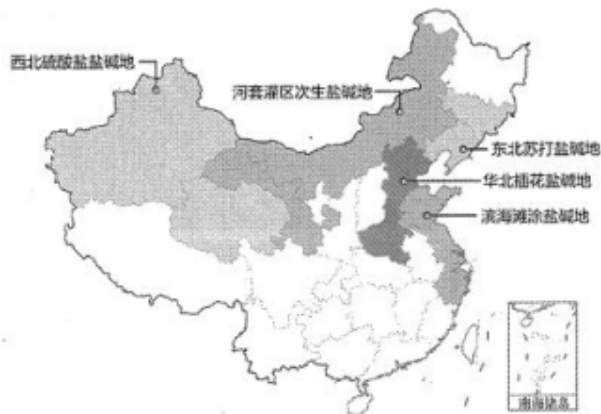 西北硫酸盐盐碱地
河套灌区次生盐碱地
东北苏打盐碱地
华北插花盐碱地
滨海滩涂盐碱地
南海诸岛